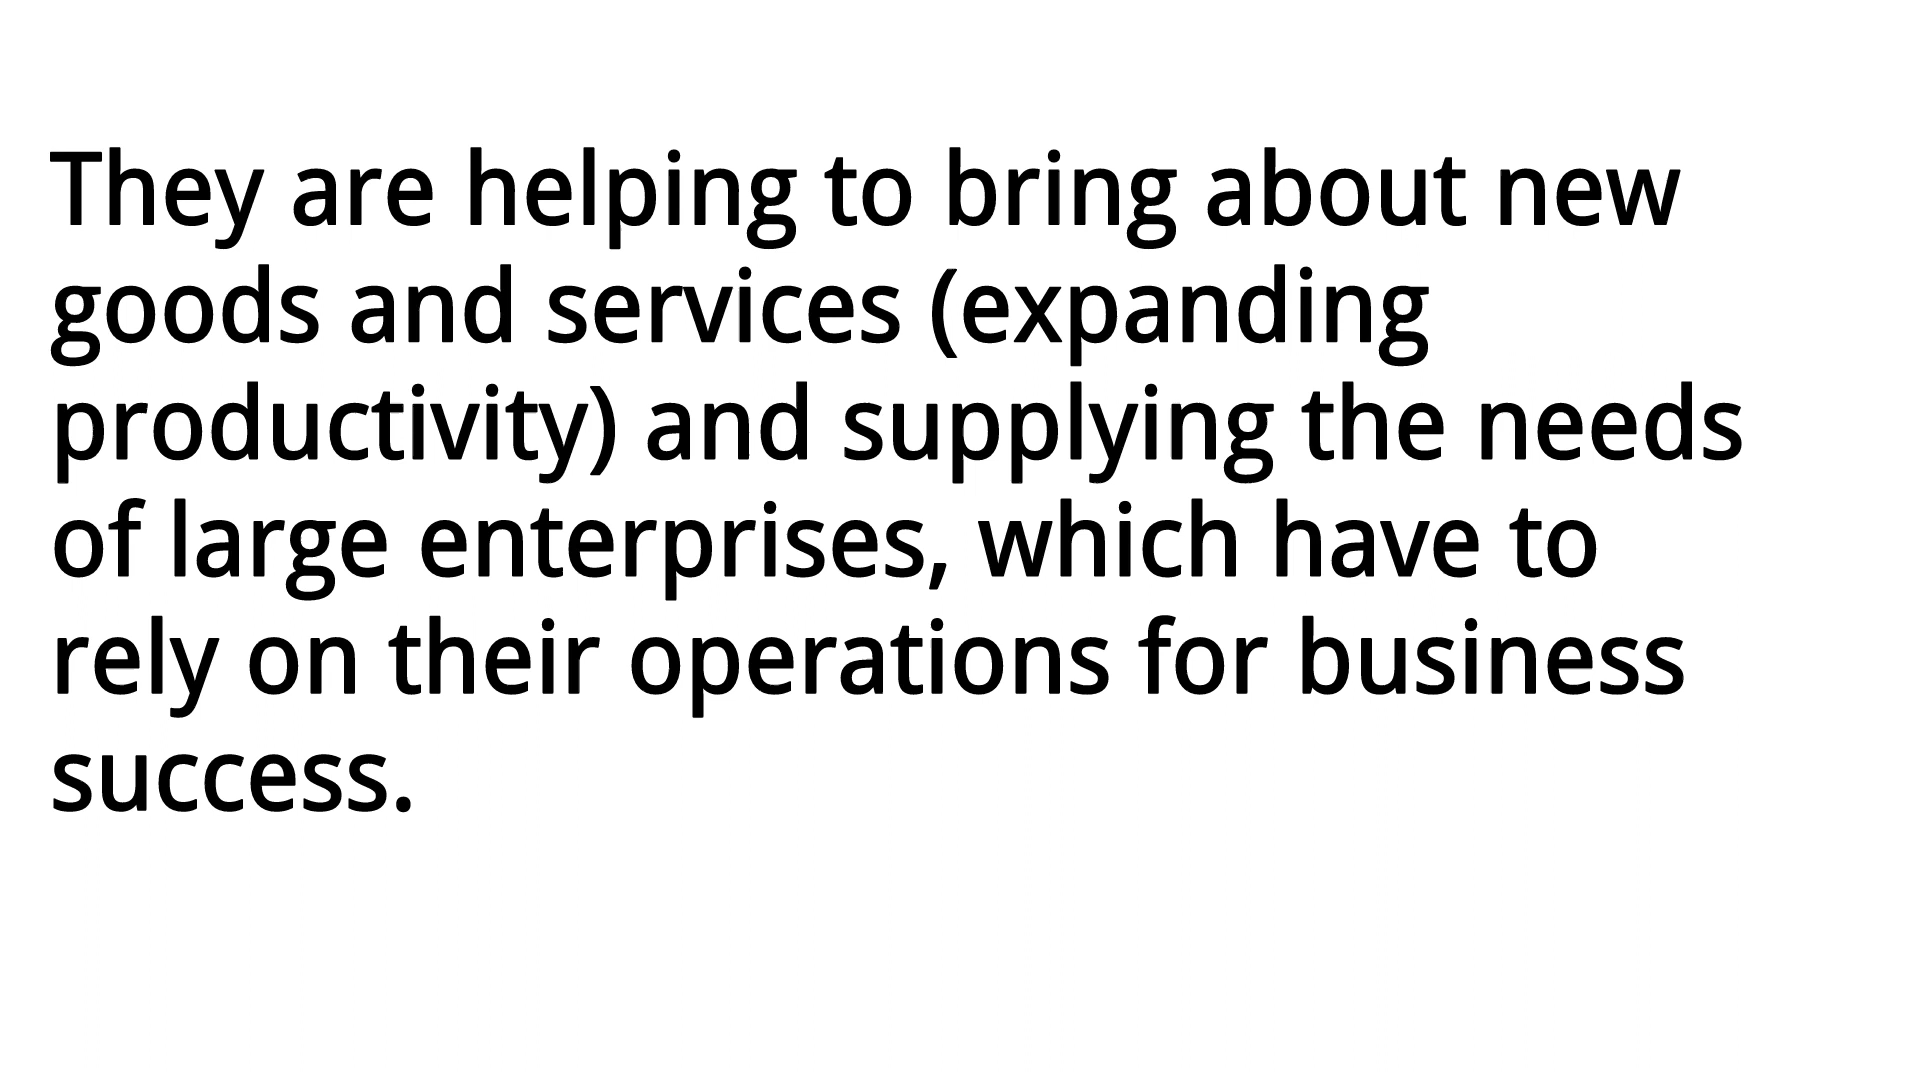 They are helping to bring about new
goods and services (expanding
productivity) and supplying the needs
of large enterprises, which have to
rely on their operations for business
success.